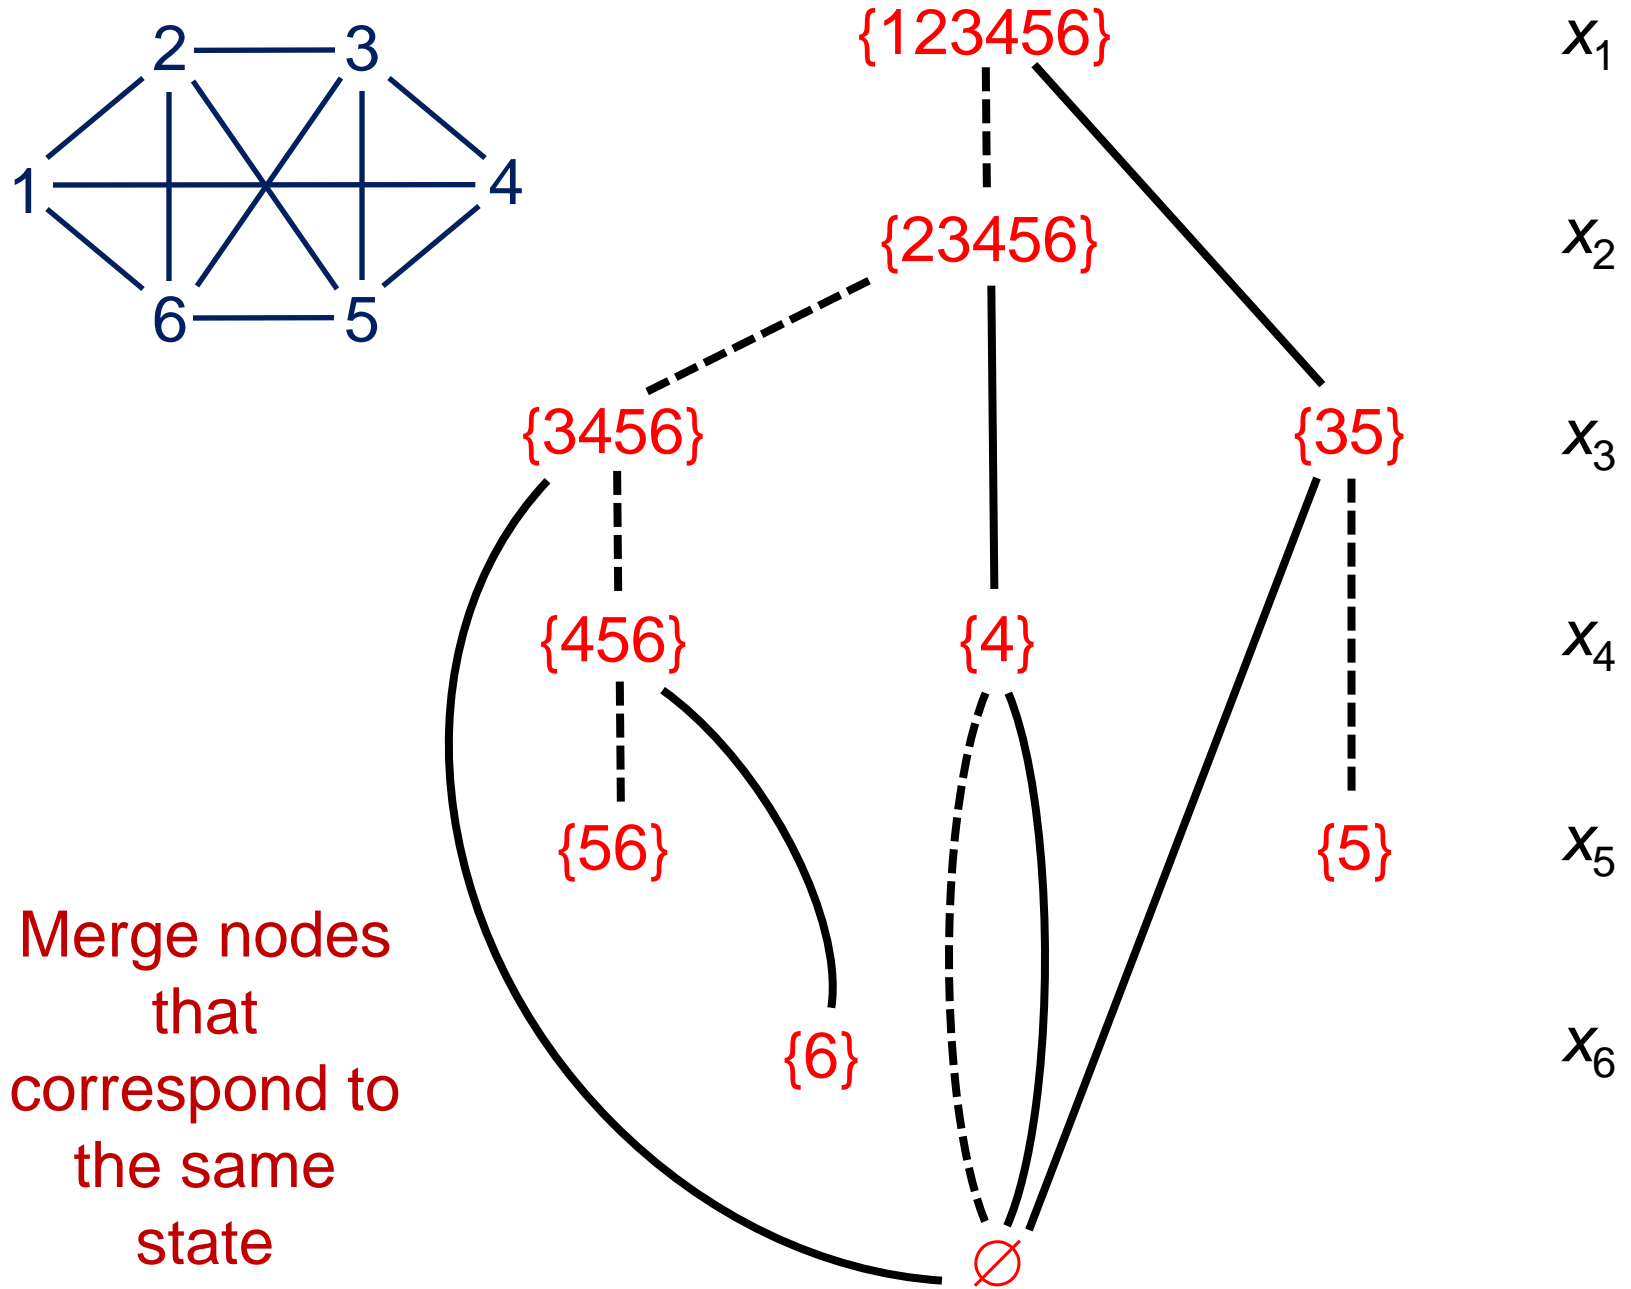 {123456} x1
2 3
1 4
{23456} x2
6 5
{3456} {35} x3
{456} {4} x4
{56} {5} x5
Merge nodes
that
correspond to
the same
state
{6} x6
∅